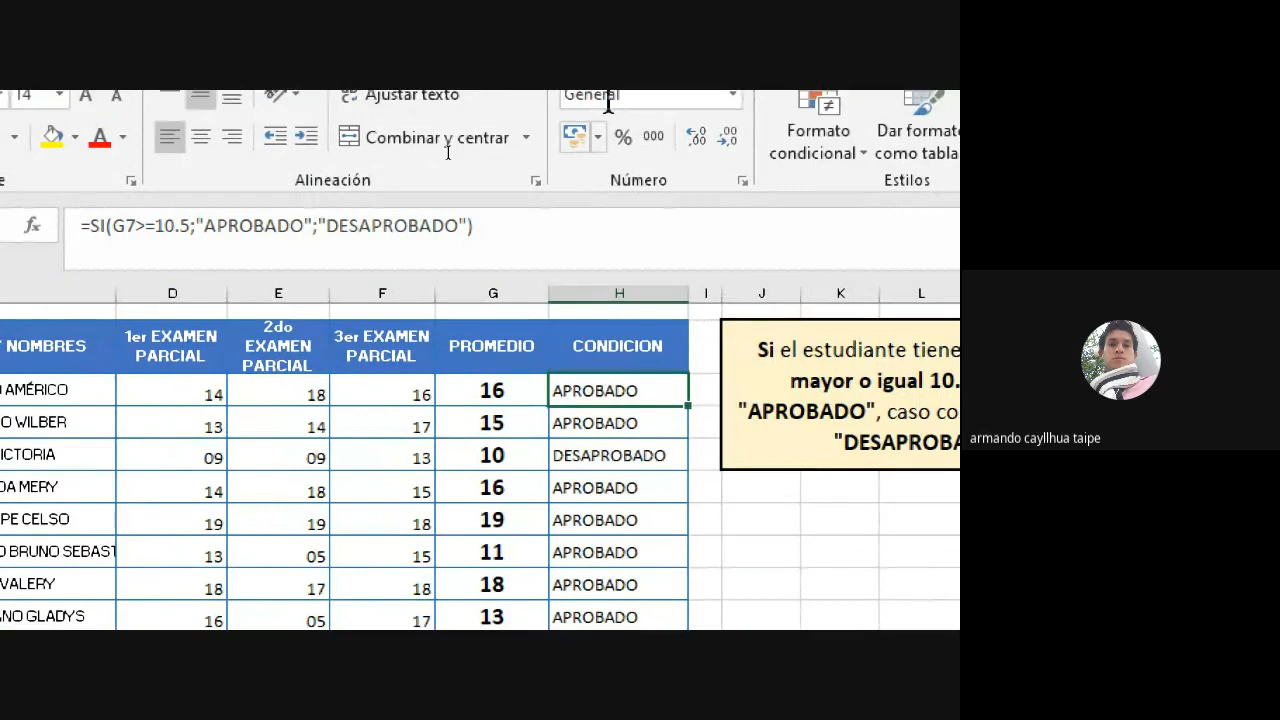 14 A A Ajustar texto General
Combinar y centrar % 000 Formato condicional Dar formato como tabla
Alineación Número Estilos
fx =SI(G7>=10.5;"APROBADO";"DESAPROBADO")
D E F G H I J K L
NOMBRES 1er EXAMEN PARCIAL 2do EXAMEN PARCIAL 3er EXAMEN PARCIAL PROMEDIO CONDICION
AMÉRICO 14 18 16 16 APROBADO
O WILBER 13 14 17 15 APROBADO
ICTORIA 09 09 13 10 DESAPROBADO
DA MERY 14 18 15 16 APROBADO
PE CELSO 19 19 18 19 APROBADO
O BRUNO SEBAST 13 05 15 11 APROBADO
VALERY 18 17 18 18 APROBADO
ANO GLADYS 16 05 17 13 APROBADO
Si el estudiante tiene
mayor o igual 10.
"APROBADO", caso co
"DESAPROBA
armando cayllhua taipe